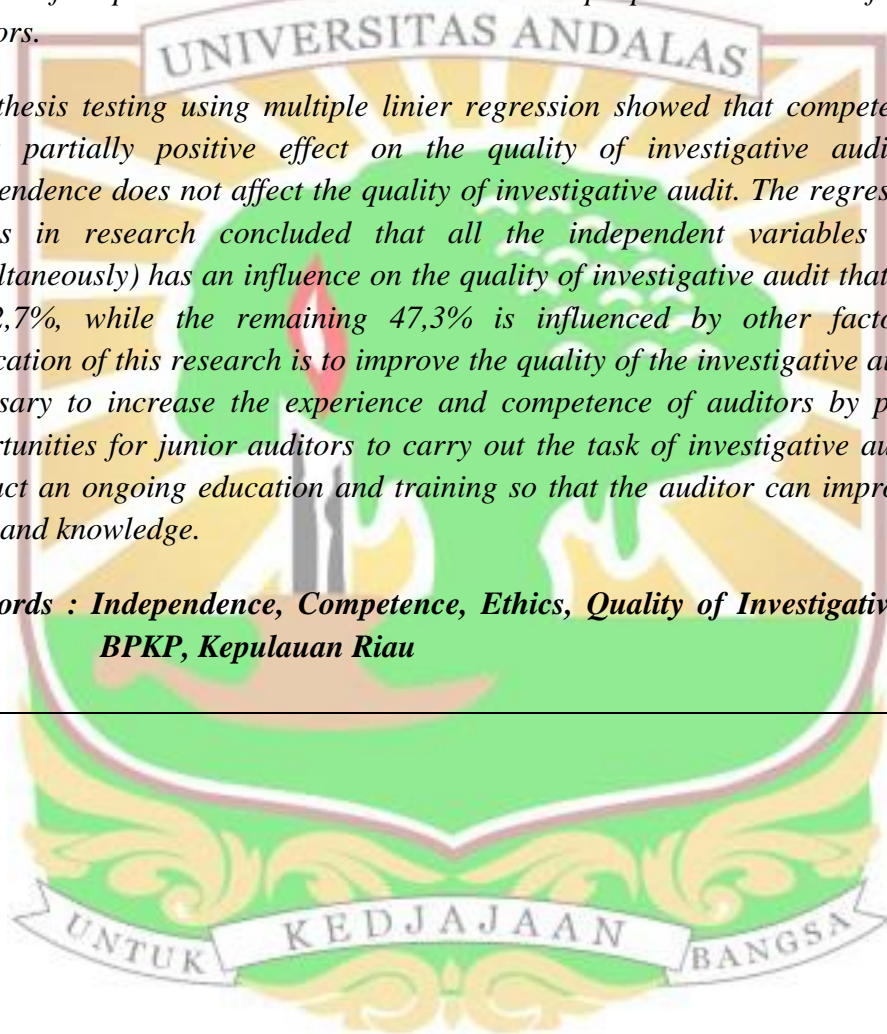 ors.
UNIVERSITAS ANDALAS
thesis testing using multiple linier regression showed that compete
partially positive effect on the quality of investigative audi
endence does not affect the quality of investigative audit. The regres
s in research concluded that all the independent variables
ltaneously) has an influence on the quality of investigative audit that
2,7%, while the remaining 47,3% is influenced by other facto
cation of this research is to improve the quality of the investigative au
sary to increase the experience and competence of auditors by p
rtunities for junior auditors to carry out the task of investigative au
uct an ongoing education and training so that the auditor can impro
and knowledge.
ords : Independence, Competence, Ethics, Quality of Investigativ
BPKP, Kepulauan Riau
UNTUK KEDJAJAAN BANGSA